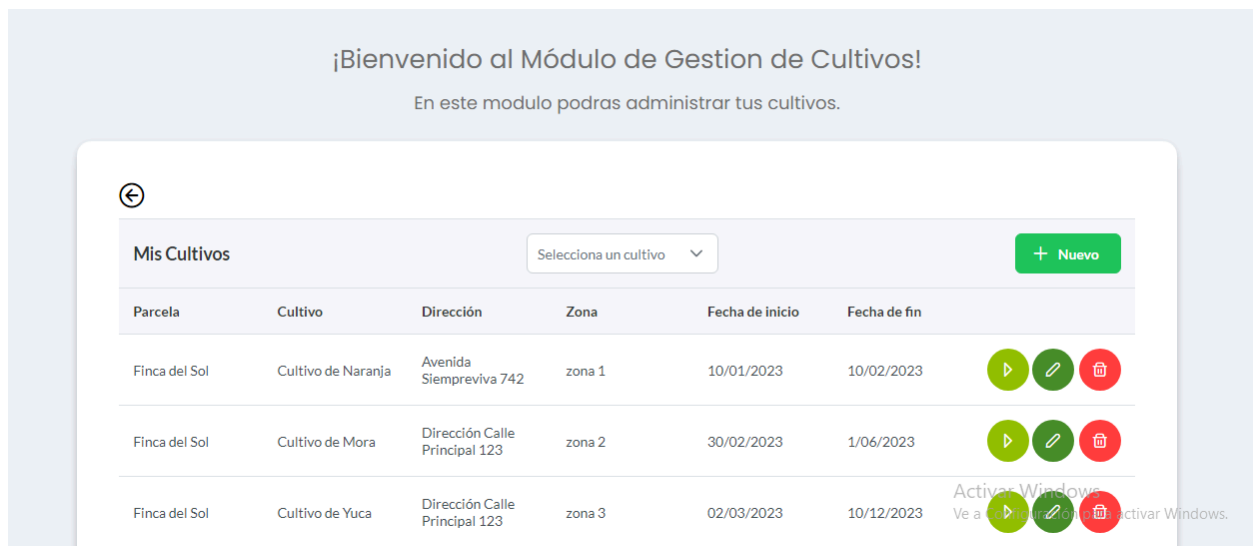 ¡Bienvenido al Módulo de Gestion de Cultivos!
En este modulo podras administrar tus cultivos.
Mis Cultivos
Selecciona un cultivo
+ Nuevo
Parcela Cultivo Dirección Zona Fecha de inicio Fecha de fin
Finca del Sol Cultivo de Naranja Avenida Siempreviva 742 zona 1 10/01/2023 10/02/2023
Finca del Sol Cultivo de Mora Dirección Calle Principal 123 zona 2 30/02/2023 1/06/2023
Finca del Sol Cultivo de Yuca Dirección Calle Principal 123 zona 3 02/03/2023 10/12/2023
Activar Windows
Ve a Configuración para activar Windows.